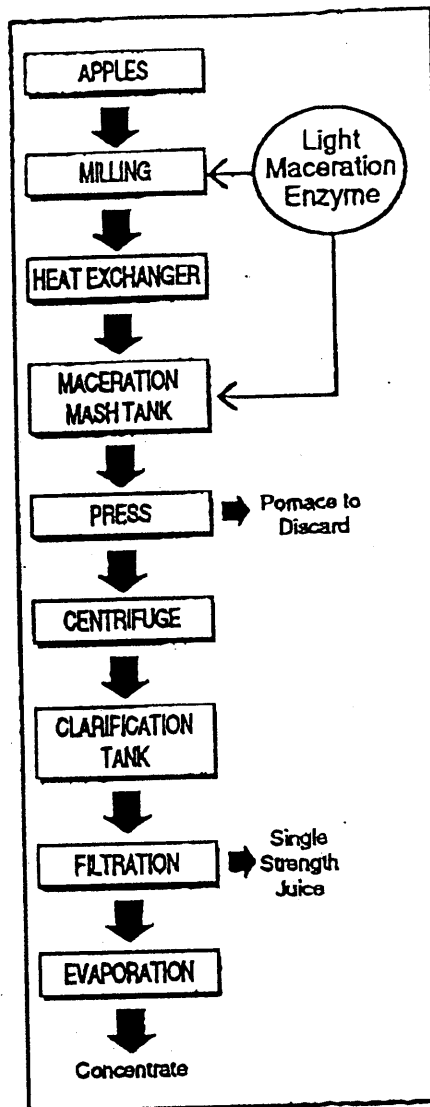 APPLES
Light
Maceration
Enzyme
MILLING
HEAT EXCHANGER
MACERATION
MASH TANK
PRESS
Pomace to
Discard
CENTRIFUGE
CLARIFICATION
TANK
FILTRATION
Single
Strength
Juice
EVAPORATION
Concentrate